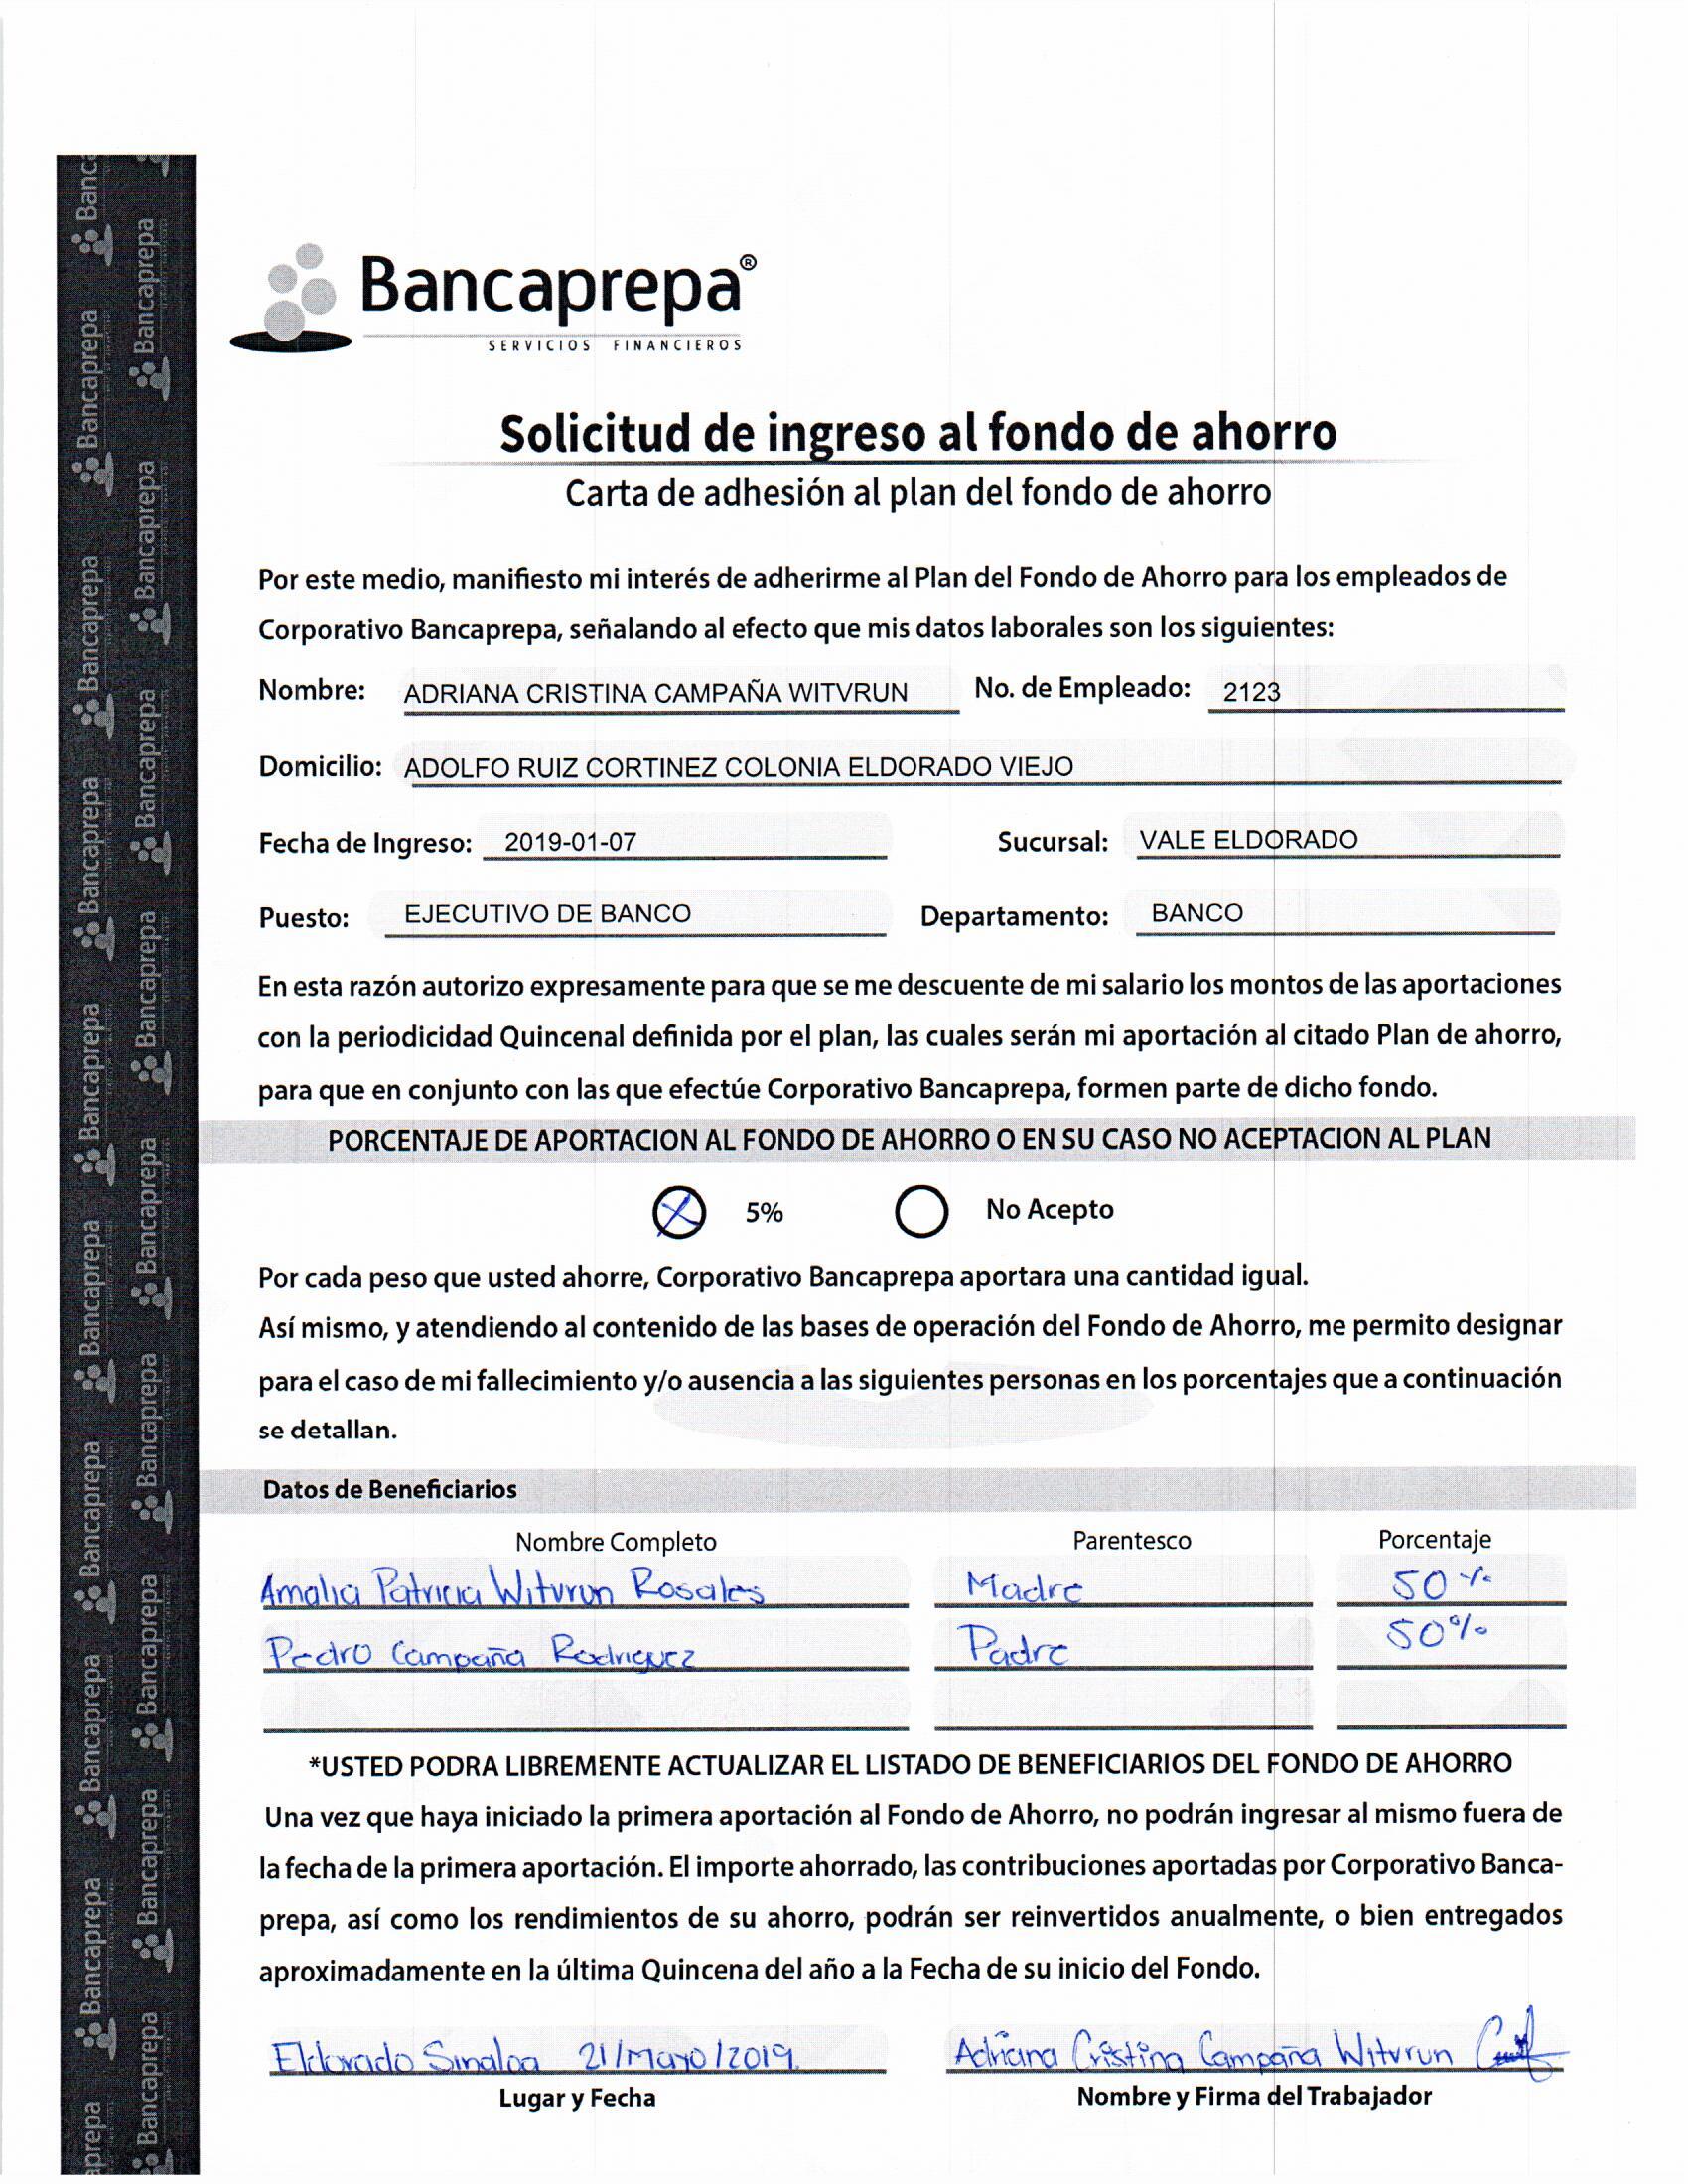 Bancaprepa®
SERVICIOS FINANCIEROS
Solicitud de ingreso al fondo de ahorro
Carta de adhesión al plan del fondo de ahorro
Por este medio, manifiesto mi interés de adherirme al Plan del Fondo de Ahorro para los empleados de
Corporativo Bancaprepa, señalando al efecto que mis datos laborales son los siguientes:
Nombre: ADRIANA CRISTINA CAMPAÑA WITVRUN No. de Empleado: 2123
Domicilio: ADOLFO RUIZ CORTINEZ COLONIA ELDORADO VIEJO
Fecha de Ingreso: 2019-01-07 Sucursal: VALE ELDORADO
Puesto: EJECUTIVO DE BANCO Departamento: BANCO
En esta razón autorizo expresamente para que se me descuente de mi salario los montos de las aportaciones
con la periodicidad Quincenal definida por el plan, las cuales serán mi aportación al citado Plan de ahorro,
para que en conjunto con las que efectúe Corporativo Bancaprepa, formen parte de dicho fondo.
PORCENTAJE DE APORTACION AL FONDO DE AHORRO O EN SU CASO NO ACEPTACION AL PLAN
5% No Acepto
Por cada peso que usted ahorre, Corporativo Bancaprepa aportara una cantidad igual.
Así mismo, y atendiendo al contenido de las bases de operación del Fondo de Ahorro, me permito designar
para el caso de mi fallecimiento y/o ausencia a las siguientes personas en los porcentajes que a continuación
se detallan.
Datos de Beneficiarios
Nombre Completo Parentesco Porcentaje
Amalia Patricia Witvrun Rosales Madre 50%
Pedro Campaña Rodriguez Padre 50%
*USTED PODRA LIBREMENTE ACTUALIZAR EL LISTADO DE BENEFICIARIOS DEL FONDO DE AHORRO
Una vez que haya iniciado la primera aportación al Fondo de Ahorro, no podrán ingresar al mismo fuera de
la fecha de la primera aportación. El importe ahorrado, las contribuciones aportadas por Corporativo Banca-
prepa, así como los rendimientos de su ahorro, podrán ser reinvertidos anualmente, o bien entregados
aproximadamente en la última Quincena del año a la Fecha de su inicio del Fondo.
Eldorado Sinaloa 21/Mayo/2019. Adriana Cristina Campaña Witvrun
Lugar y Fecha Nombre y Firma del Trabajador